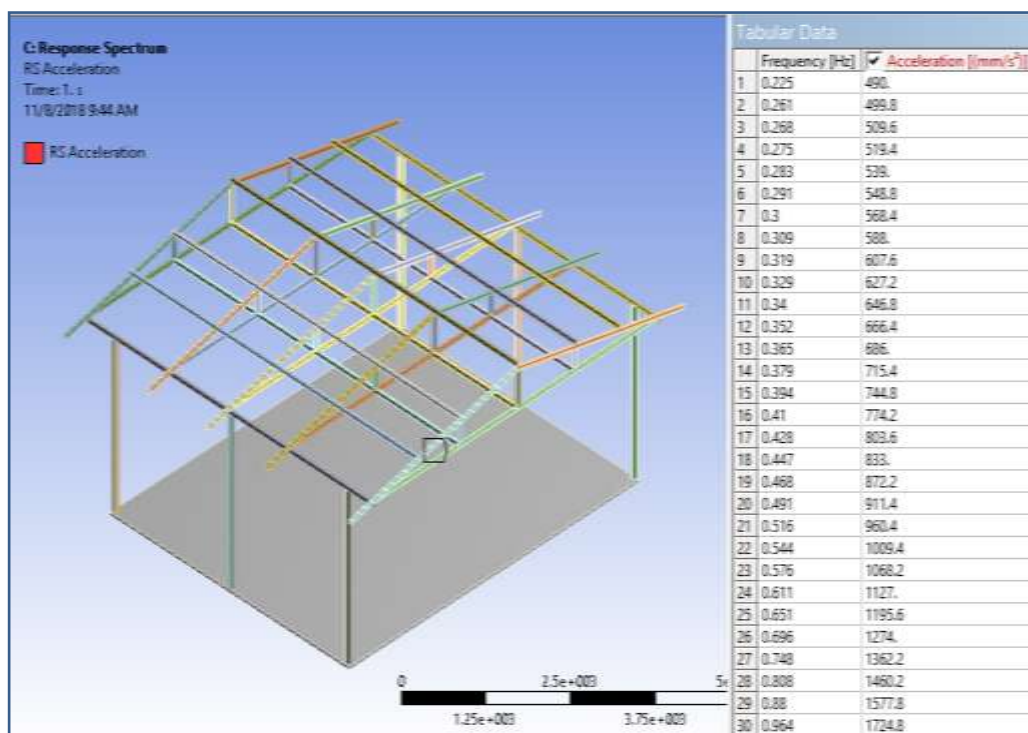 C: Response Spectrum
RS Acceleration
Time: 1. s
11/8/2018 9:44 AM
RS Acceleration
0 2.5e+003 5e
1.25e+003 3.75e+003
Tabular Data
Frequency [Hz] Acceleration [(mm/s²)]
1 0.225 490.
2 0.261 499.8
3 0.268 509.6
4 0.275 519.4
5 0.283 539.
6 0.291 548.8
7 0.3 568.4
8 0.309 588.
9 0.319 607.6
10 0.329 627.2
11 0.34 646.8
12 0.352 666.4
13 0.365 686.
14 0.379 715.4
15 0.394 744.8
16 0.41 774.2
17 0.428 803.6
18 0.447 833.
19 0.468 872.2
20 0.491 911.4
21 0.516 960.4
22 0.544 1009.4
23 0.576 1068.2
24 0.611 1127.
25 0.651 1195.6
26 0.696 1274.
27 0.748 1362.2
28 0.808 1460.2
29 0.88 1577.8
30 0.964 1724.8